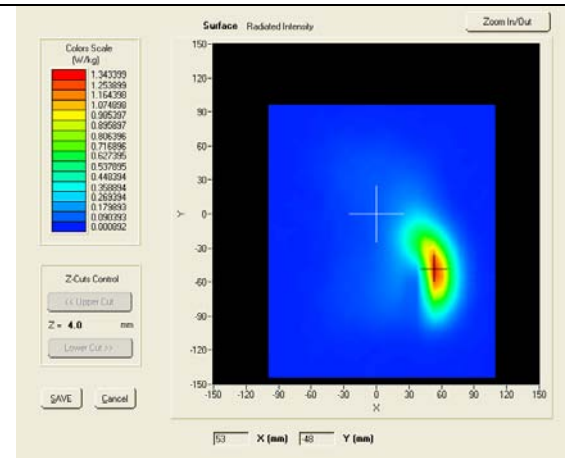 Surface Radiated Intensity
Zoom In/Out
Colors Scale
(W/kg)
1.343399
1.253899
1.164398
1.074898
0.985397
0.895897
0.806396
0.716896
0.627395
0.537895
0.448394
0.358894
0.269394
0.179893
0.090393
0.000892
Z-Cuts Control
<< Upper Cut
Z = 4.0 mm
Lower Cut >>
SAVE Cancel
150
120
90
60
30
Y 0
-30
-60
-90
-120
-150
-150 -120 -90 -60 -30 0 30 60 90 120 150
X
53 X (mm) -48 Y (mm)